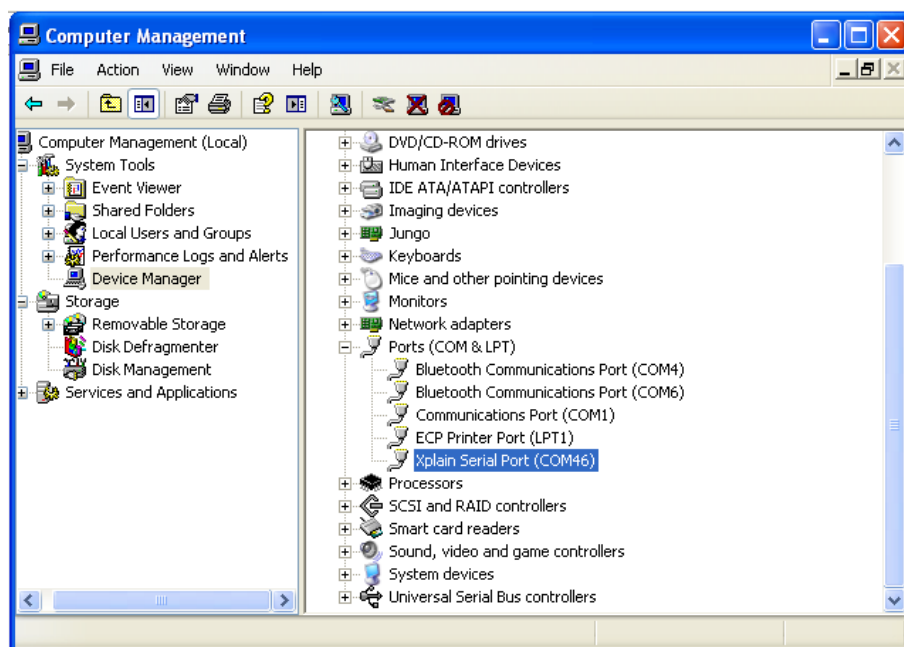 Computer Management
File Action View Window Help
Computer Management (Local)
System Tools
Event Viewer
Shared Folders
Local Users and Groups
Performance Logs and Alerts
Device Manager
Storage
Removable Storage
Disk Defragmenter
Disk Management
Services and Applications
DVD/CD-ROM drives
Human Interface Devices
IDE ATA/ATAPI controllers
Imaging devices
Jungo
Keyboards
Mice and other pointing devices
Monitors
Network adapters
Ports (COM & LPT)
Bluetooth Communications Port (COM4)
Bluetooth Communications Port (COM6)
Communications Port (COM1)
ECP Printer Port (LPT1)
Xplain Serial Port (COM46)
Processors
SCSI and RAID controllers
Smart card readers
Sound, video and game controllers
System devices
Universal Serial Bus controllers